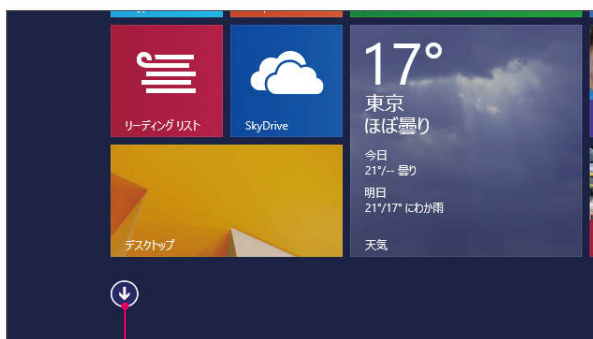 リーディング リスト
SkyDrive
17°
東京
ほぼ曇り
今日
21°/-- 曇り
明日
21°/17° にわか雨
デスクトップ
天気